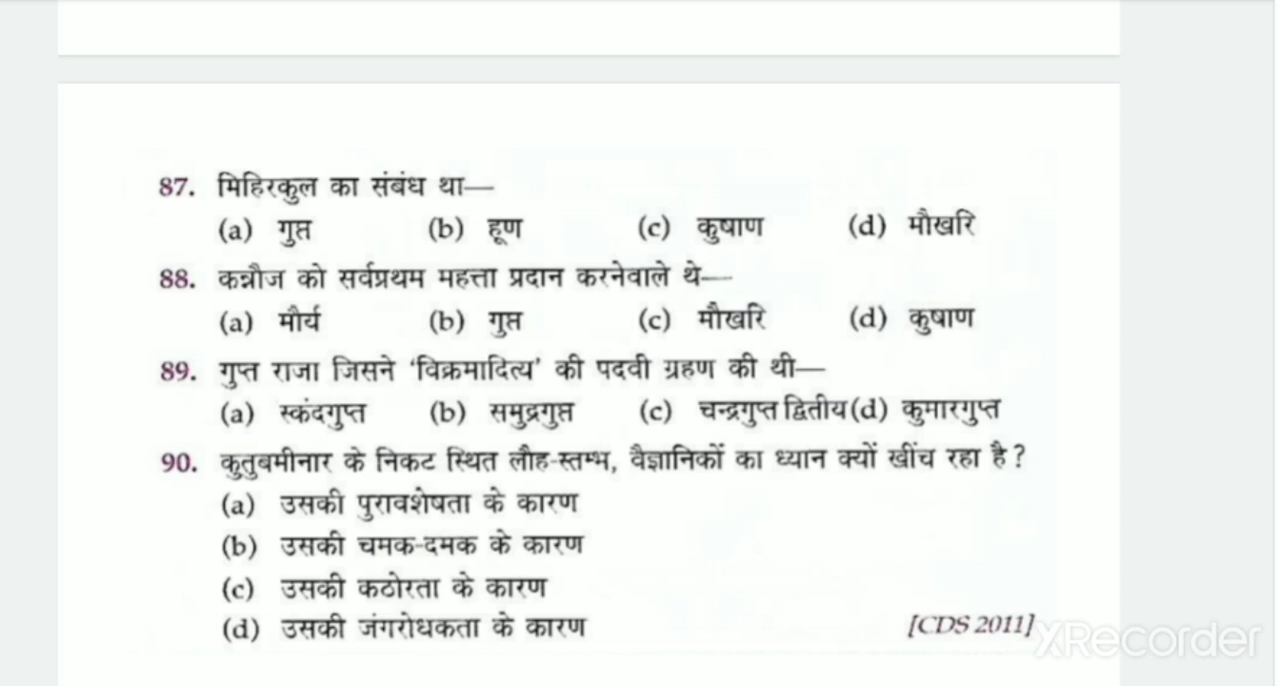 87. मिहिरकुल का संबंध था—
(a) गुप्त (b) हूण (c) कुषाण (d) मौखरि
88. कन्नौज को सर्वप्रथम महत्ता प्रदान करनेवाले थे—
(a) मौर्य (b) गुप्त (c) मौखरि (d) कुषाण
89. गुप्त राजा जिसने ‘विक्रमादित्य’ की पदवी ग्रहण की थी—
(a) स्कंदगुप्त (b) समुद्रगुप्त (c) चन्द्रगुप्त द्वितीय (d) कुमारगुप्त
90. कुतुबमीनार के निकट स्थित लौह-स्तम्भ, वैज्ञानिकों का ध्यान क्यों खींच रहा है ?
(a) उसकी पुरावशेषता के कारण
(b) उसकी चमक-दमक के कारण
(c) उसकी कठोरता के कारण
(d) उसकी जंगरोधकता के कारण [CDS 2011]
XRecorder